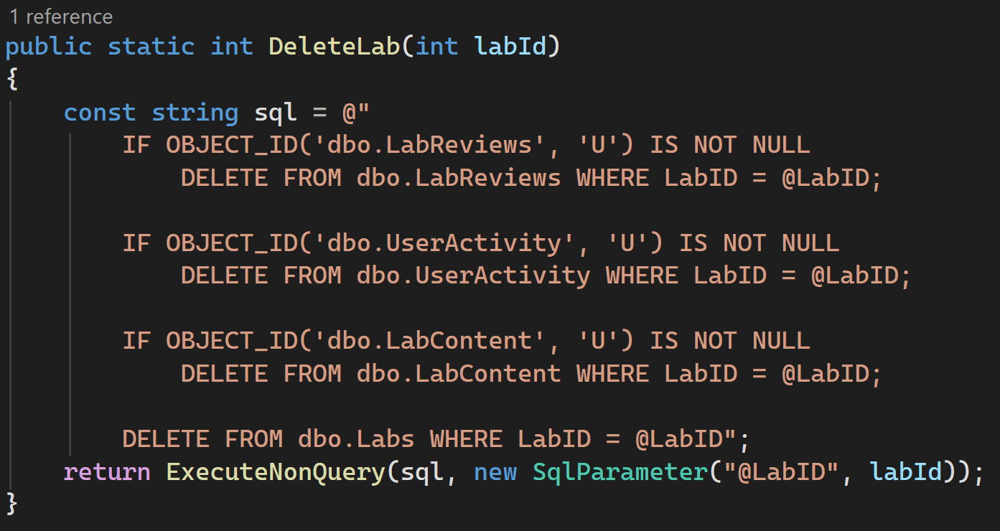 1 reference
public static int DeleteLab(int labId)
{
    const string sql = @"
        IF OBJECT_ID('dbo.LabReviews', 'U') IS NOT NULL
            DELETE FROM dbo.LabReviews WHERE LabID = @LabID;

        IF OBJECT_ID('dbo.UserActivity', 'U') IS NOT NULL
            DELETE FROM dbo.UserActivity WHERE LabID = @LabID;

        IF OBJECT_ID('dbo.LabContent', 'U') IS NOT NULL
            DELETE FROM dbo.LabContent WHERE LabID = @LabID;

        DELETE FROM dbo.Labs WHERE LabID = @LabID";
    return ExecuteNonQuery(sql, new SqlParameter("@LabID", labId));
}